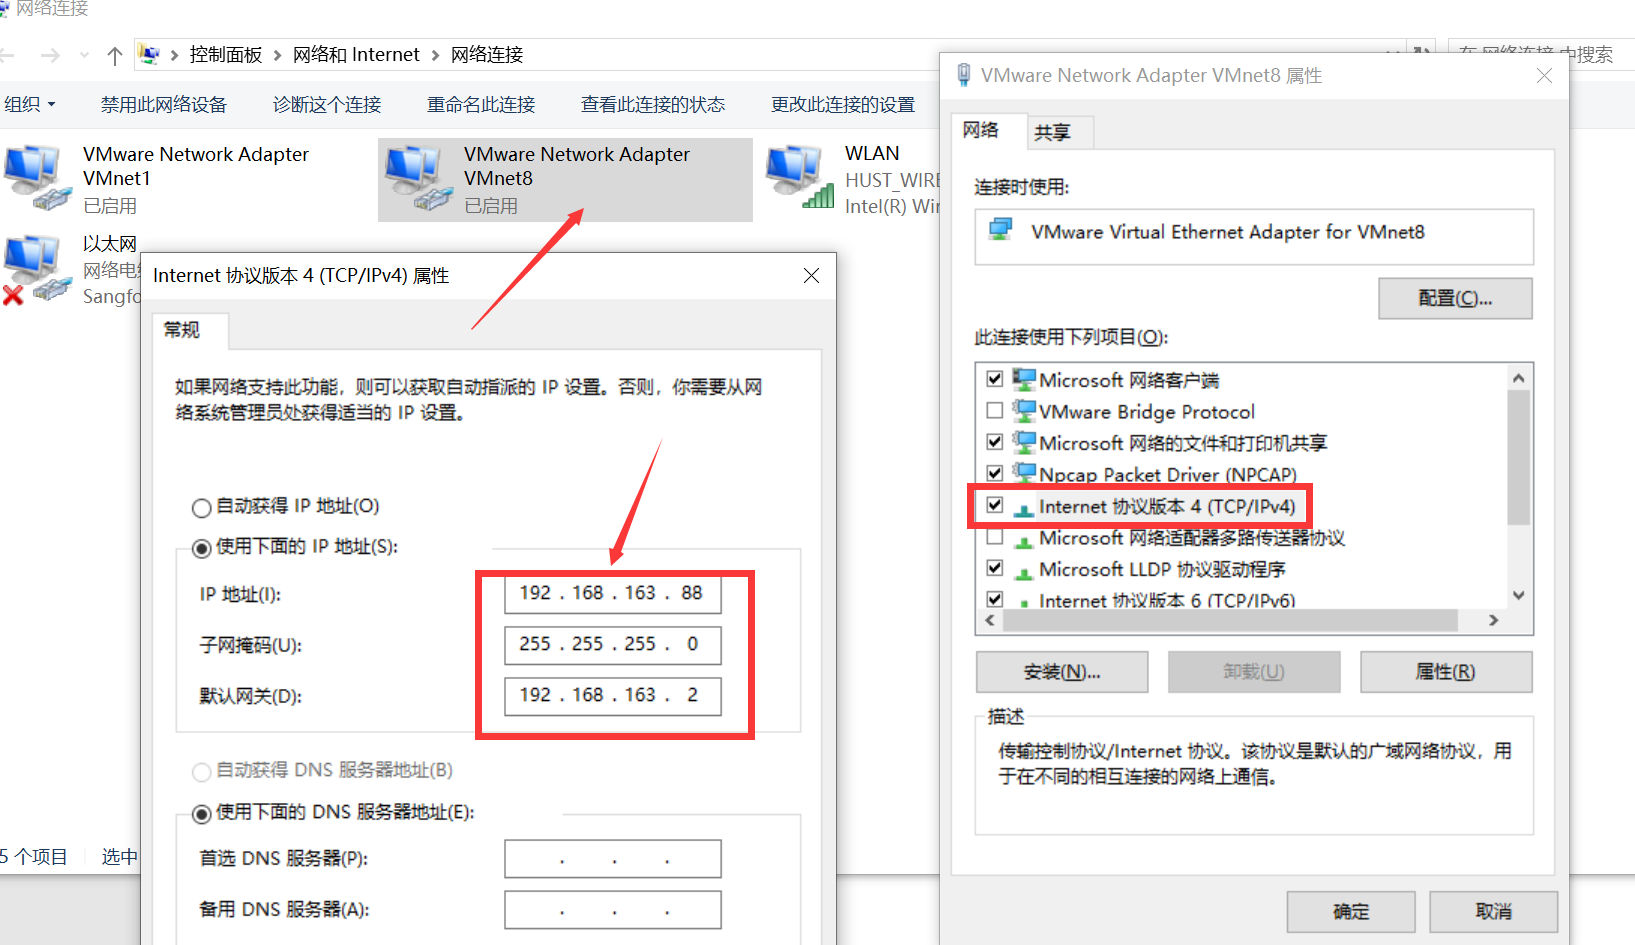 网络连接
控制面板 › 网络和 Internet › 网络连接
组织
禁用此网络设备
诊断这个连接
重命名此连接
查看此连接的状态
更改此连接的设置
VMware Network Adapter
VMnet1
已启用
VMware Network Adapter
VMnet8
已启用
WLAN
HUST_WIRE
Intel(R) Wir
以太网
网络电
Sangfo
5 个项目
选中
Internet 协议版本 4 (TCP/IPv4) 属性
常规
如果网络支持此功能，则可以获取自动指派的 IP 设置。否则，你需要从网
络系统管理员处获得适当的 IP 设置。
自动获得 IP 地址(O)
使用下面的 IP 地址(S):
IP 地址(I):
192 . 168 . 163 . 88
子网掩码(U):
255 . 255 . 255 . 0
默认网关(D):
192 . 168 . 163 . 2
自动获得 DNS 服务器地址(B)
使用下面的 DNS 服务器地址(E):
首选 DNS 服务器(P):
. . .
备用 DNS 服务器(A):
. . .
中搜索
VMware Network Adapter VMnet8 属性
网络
共享
连接时使用:
VMware Virtual Ethernet Adapter for VMnet8
配置(C)...
此连接使用下列项目(O):
Microsoft 网络客户端
VMware Bridge Protocol
Microsoft 网络的文件和打印机共享
Npcap Packet Driver (NPCAP)
Internet 协议版本 4 (TCP/IPv4)
Microsoft 网络适配器多路传送器协议
Microsoft LLDP 协议驱动程序
Internet 协议版本 6 (TCP/IPv6)
安装(N)...
卸载(U)
属性(R)
描述
传输控制协议/Internet 协议。该协议是默认的广域网络协议，用
于在不同的相互连接的网络上通信。
确定
取消